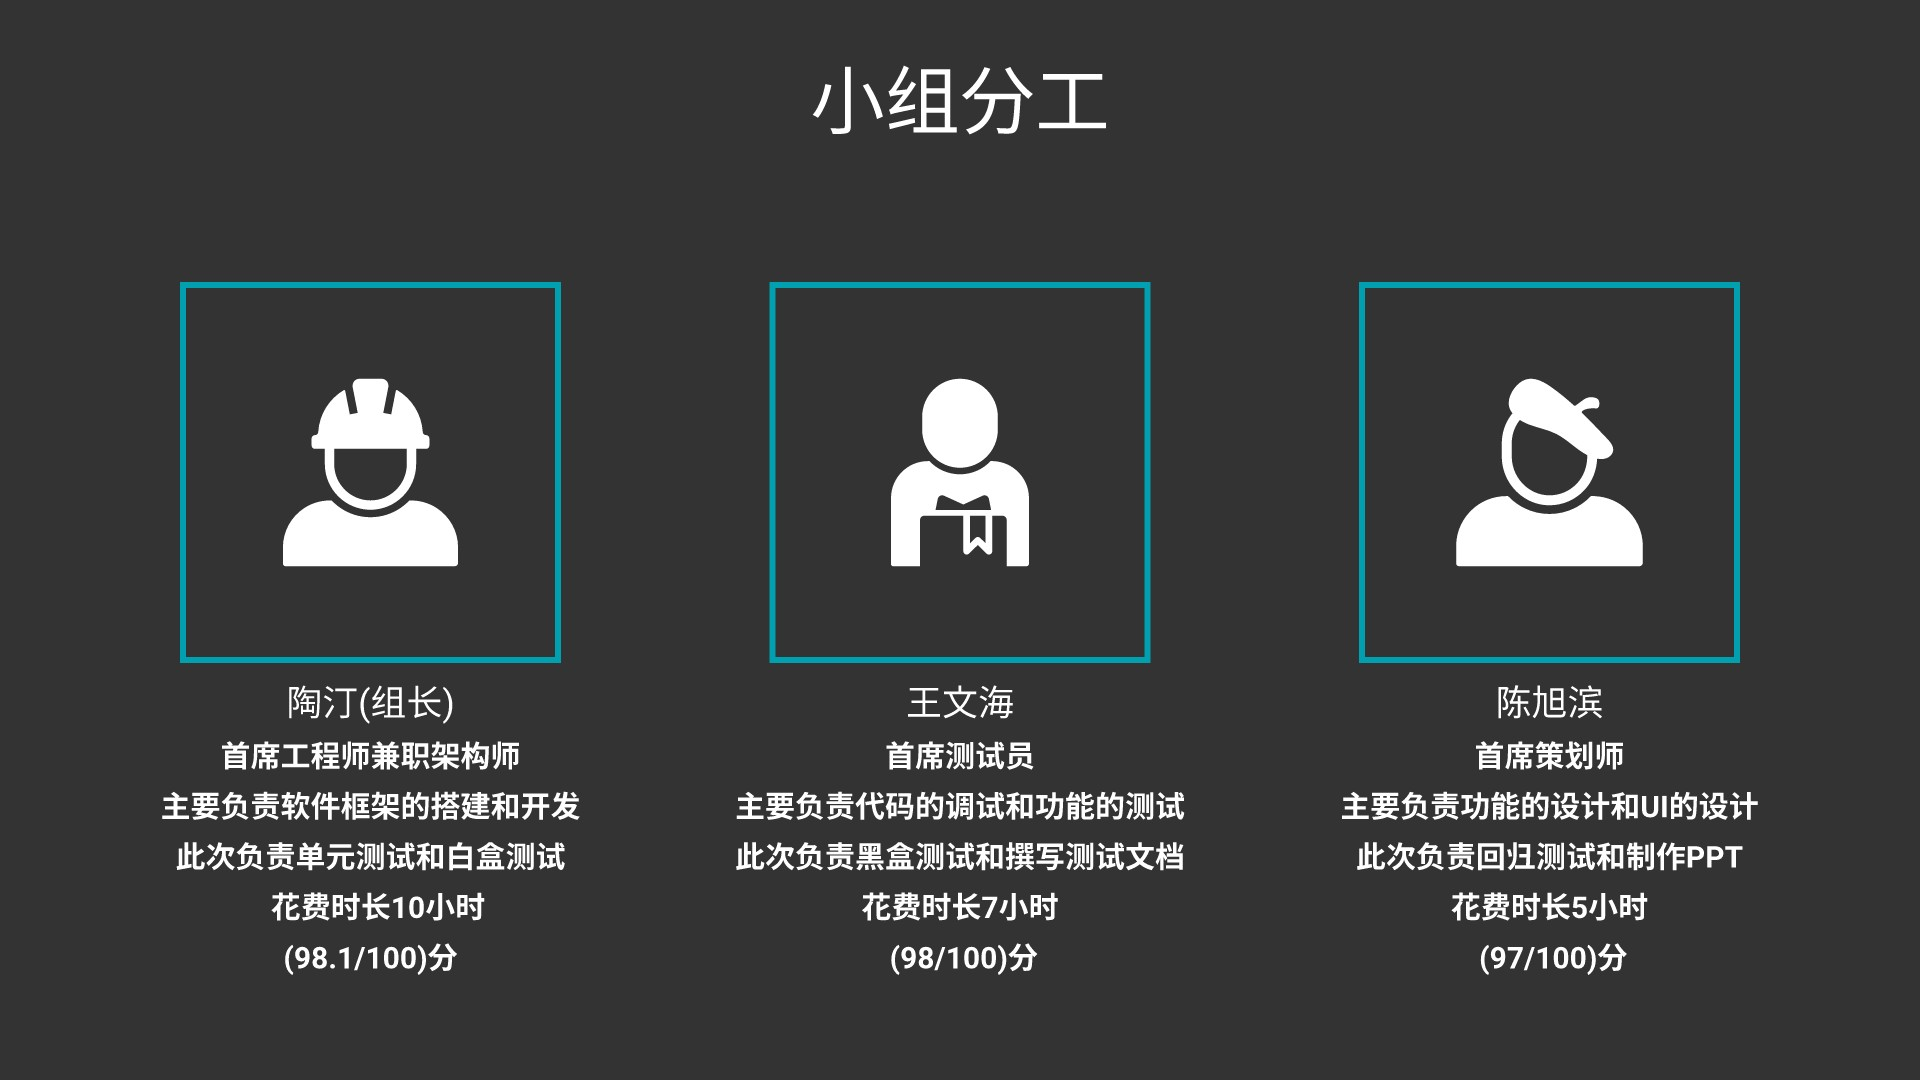 小组分工
陶汀(组长)
首席工程师兼职架构师
主要负责软件框架的搭建和开发
此次负责单元测试和白盒测试
花费时长10小时
(98.1/100)分
王文海
首席测试员
主要负责代码的调试和功能的测试
此次负责黑盒测试和撰写测试文档
花费时长7小时
(98/100)分
陈旭滨
首席策划师
主要负责功能的设计和UI的设计
此次负责回归测试和制作PPT
花费时长5小时
(97/100)分